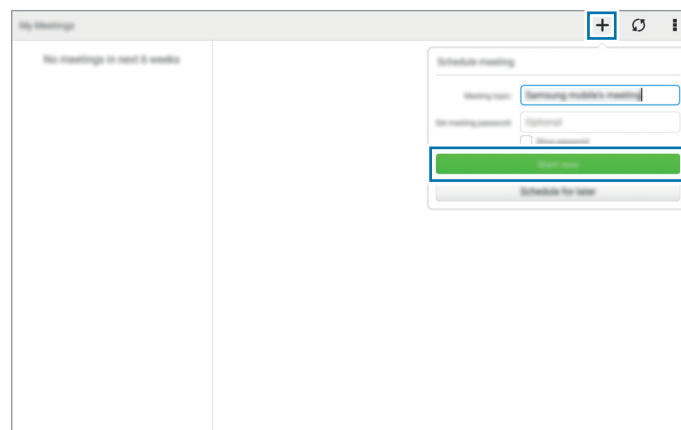 My Meetings
No meetings in next 6 weeks
Schedule meeting
Meeting topic: Samsung mobile's meeting
Set meeting password: Optional
Show password
Start now
Schedule for later